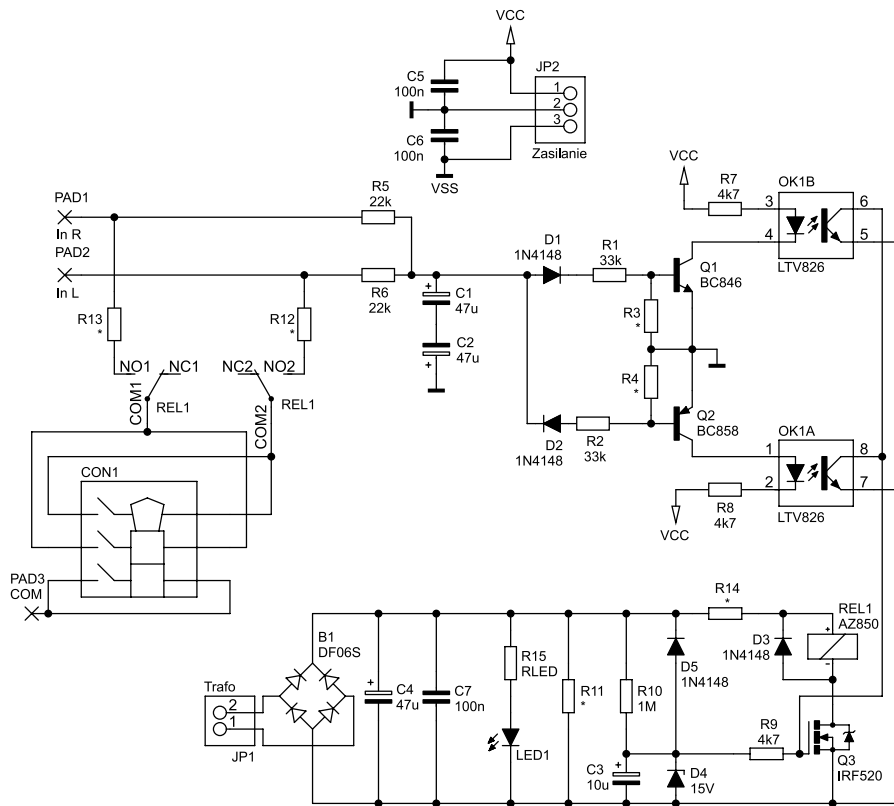 VCC
C5
100n
JP2
1
2
3
C6
100n
Zasilanie
VSS
VCC
R7
4k7
OK1B
3
6
4
5
LTV826
PAD1
In R
R5
22k
PAD2
In L
R6
22k
D1
1N4148
R1
33k
Q1
BC846
+
C1
47u
R13
*
R12
*
R3
*
C2
47u
+
NO1
NC1
NC2
NO2
R4
*
COM1
REL1
COM2
REL1
Q2
BC858
D2
1N4148
R2
33k
OK1A
1
8
2
7
LTV826
CON1
R8
4k7
VCC
PAD3
COM
R14
*
REL1
AZ850
+
-
B1
DF06S
D3
1N4148
R15
RLED
D5
1N4148
Trafo
2
1
JP1
+
C4
47u
C7
100n
R11
*
R10
1M
R9
4k7
LED1
+
C3
10u
D4
15V
Q3
IRF520